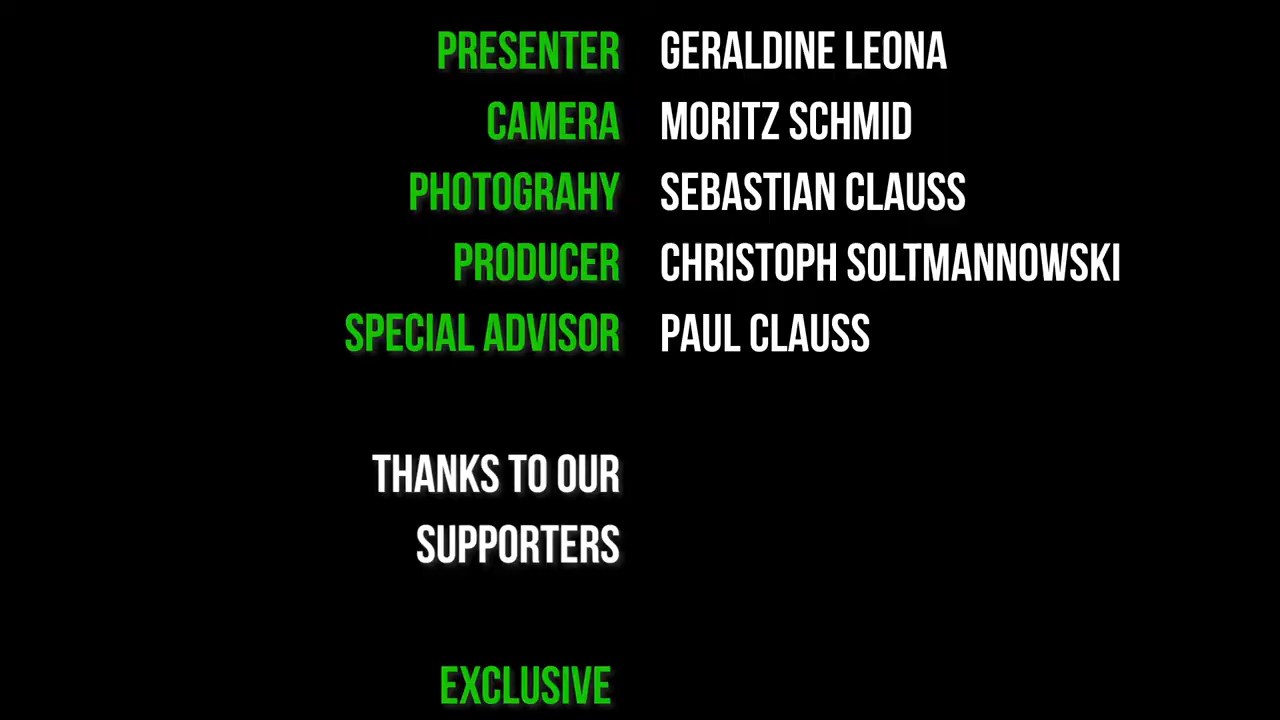 PRESENTER GERALDINE LEONA
CAMERA MORITZ SCHMID
PHOTOGRAHY SEBASTIAN CLAUSS
PRODUCER CHRISTOPH SOLTMANNOWSKI
SPECIAL ADVISOR PAUL CLAUSS
THANKS TO OUR
SUPPORTERS
EXCLUSIVE